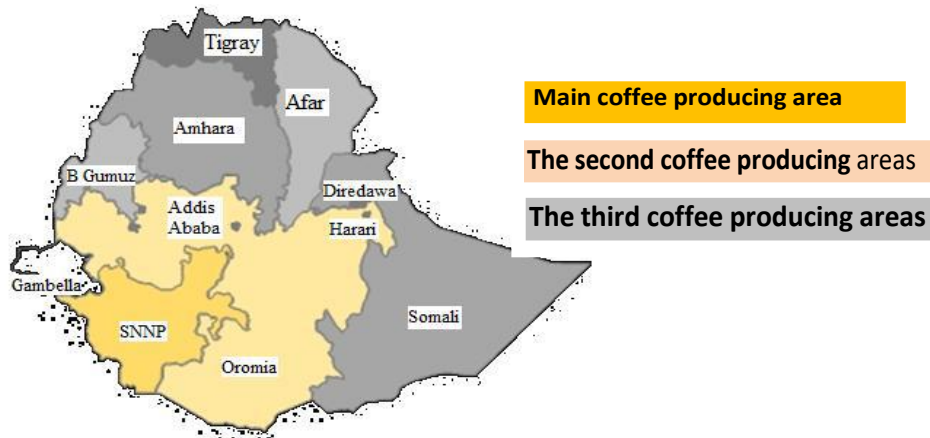 Tigray
Afar
Amhara
B Gumuz
Diredawa
Addis
Ababa
Harari
Gambella
Somali
SNNP
Oromia
Main coffee producing area
The second coffee producing areas
The third coffee producing areas